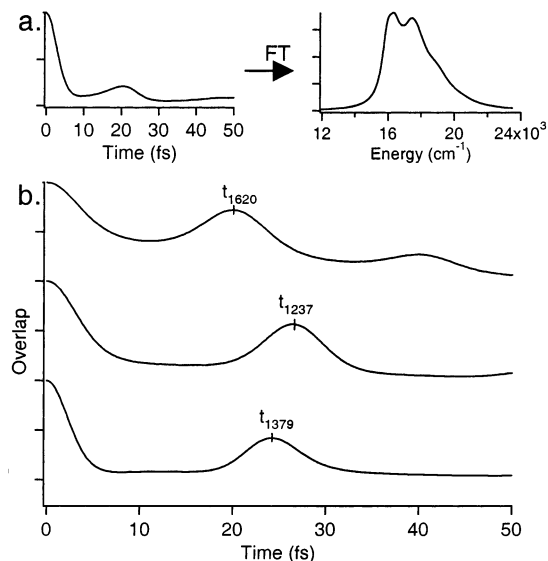 a.
FT
0 10 20 30 40 50
Time (fs)
12 16 20 24x10³
Energy (cm⁻¹)
b.
t₁₆₂₀
t₁₂₃₇
t₁₃₇₉
Overlap
0 10 20 30 40 50
Time (fs)